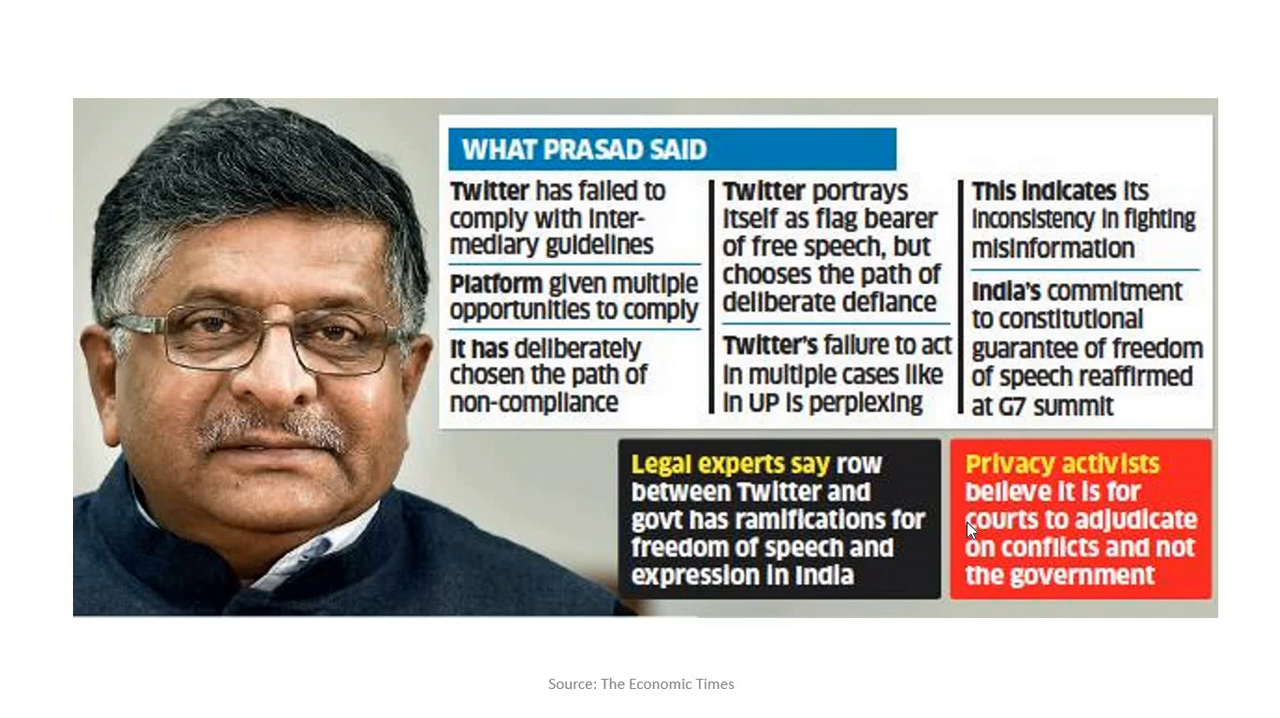 WHAT PRASAD SAID
Twitter has failed to
comply with inter-
mediary guidelines
Platform given multiple
opportunities to comply
It has deliberately
chosen the path of
non-compliance
Twitter portrays
itself as flag bearer
of free speech, but
chooses the path of
deliberate defiance
Twitter's failure to act
in multiple cases like
in UP is perplexing
This indicates its
inconsistency in fighting
misinformation
India's commitment
to constitutional
guarantee of freedom
of speech reaffirmed
at G7 summit
Legal experts say row
between Twitter and
govt has ramifications for
freedom of speech and
expression in India
Privacy activists
believe it is for
courts to adjudicate
on conflicts and not
the government
Source: The Economic Times